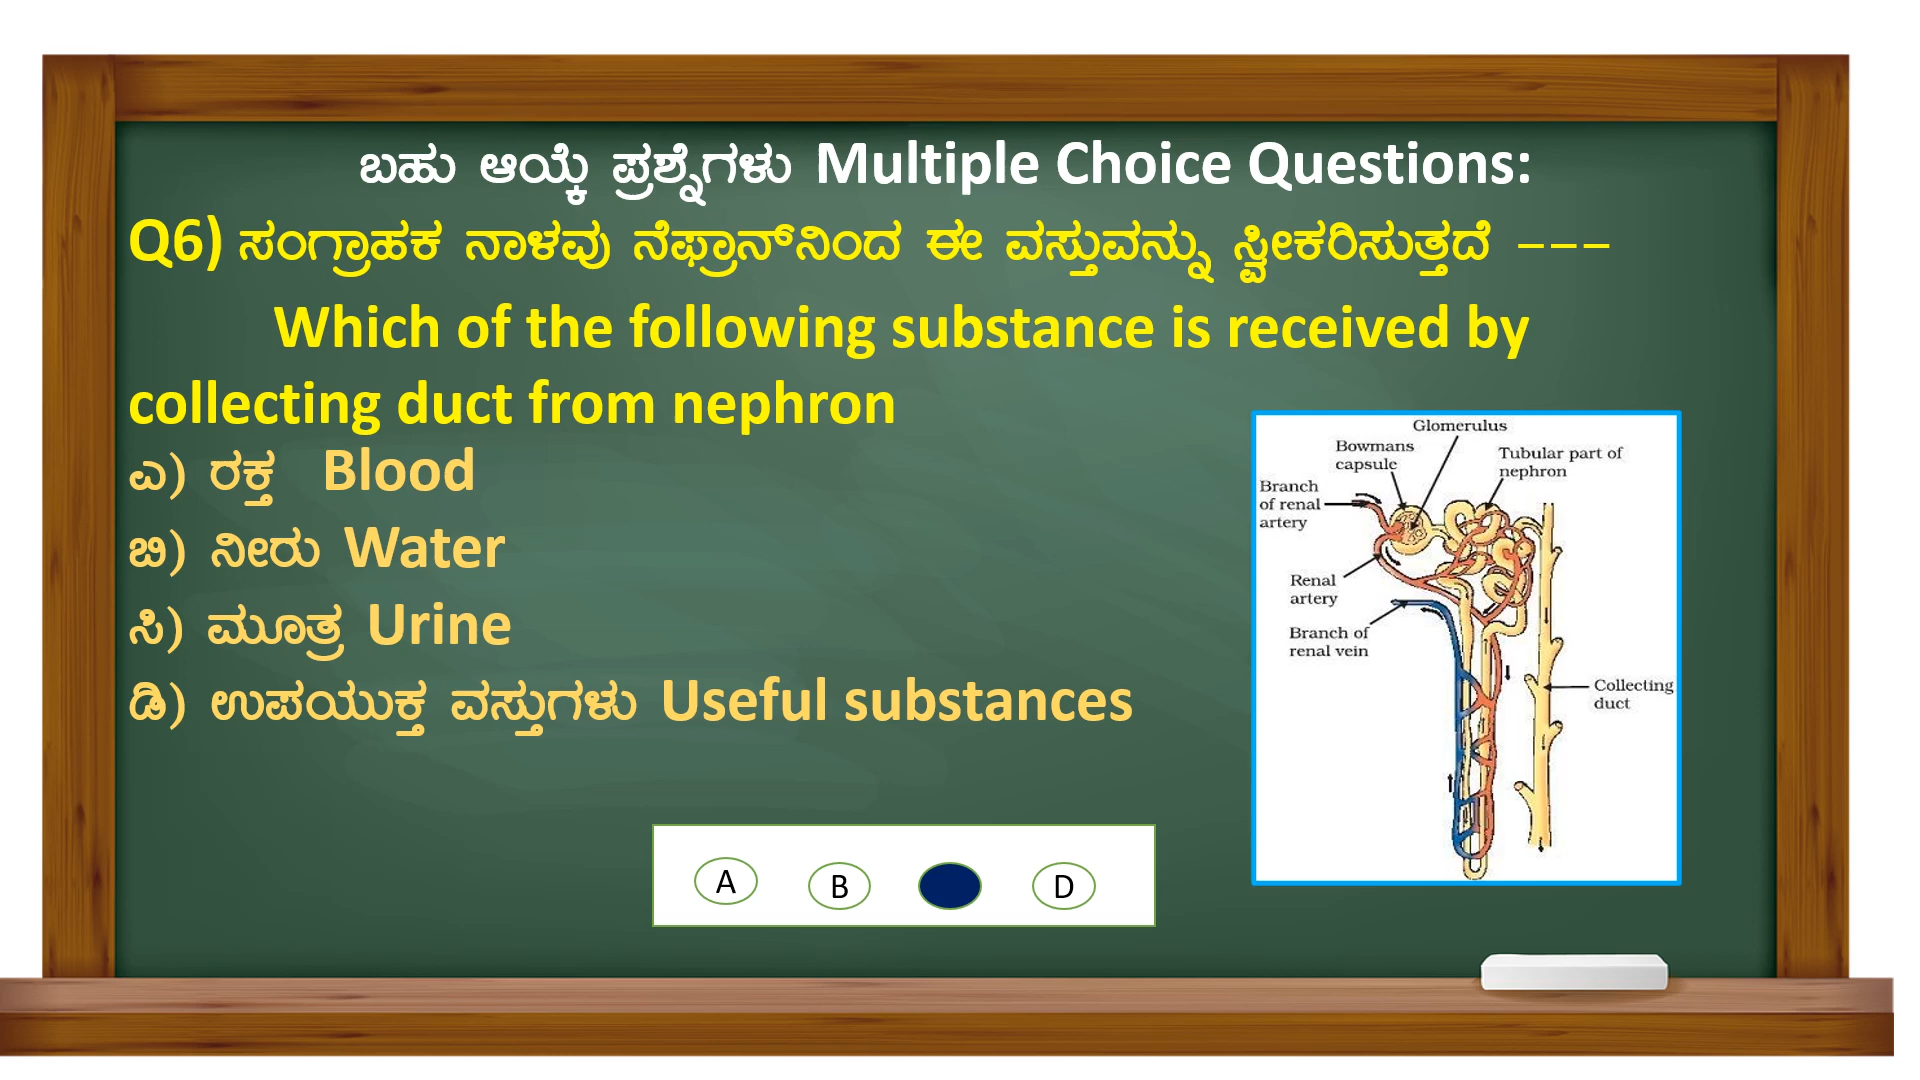 ಬಹು ಆಯ್ಕೆ ಪ್ರಶ್ನೆಗಳು Multiple Choice Questions:
Q6) ಸಂಗ್ರಾಹಕ ನಾಳವು ನೆಫ್ರಾನ್‌ನಿಂದ ಈ ವಸ್ತುವನ್ನು ಸ್ವೀಕರಿಸುತ್ತದೆ ---
Which of the following substance is received by
collecting duct from nephron
ಎ) ರಕ್ತ Blood
ಬಿ) ನೀರು Water
ಸಿ) ಮೂತ್ರ Urine
ಡಿ) ಉಪಯುಕ್ತ ವಸ್ತುಗಳು Useful substances
Glomerulus
Bowmans
capsule
Tubular part of
nephron
Branch
of renal
artery
Renal
artery
Branch of
renal vein
Collecting
duct
A B D